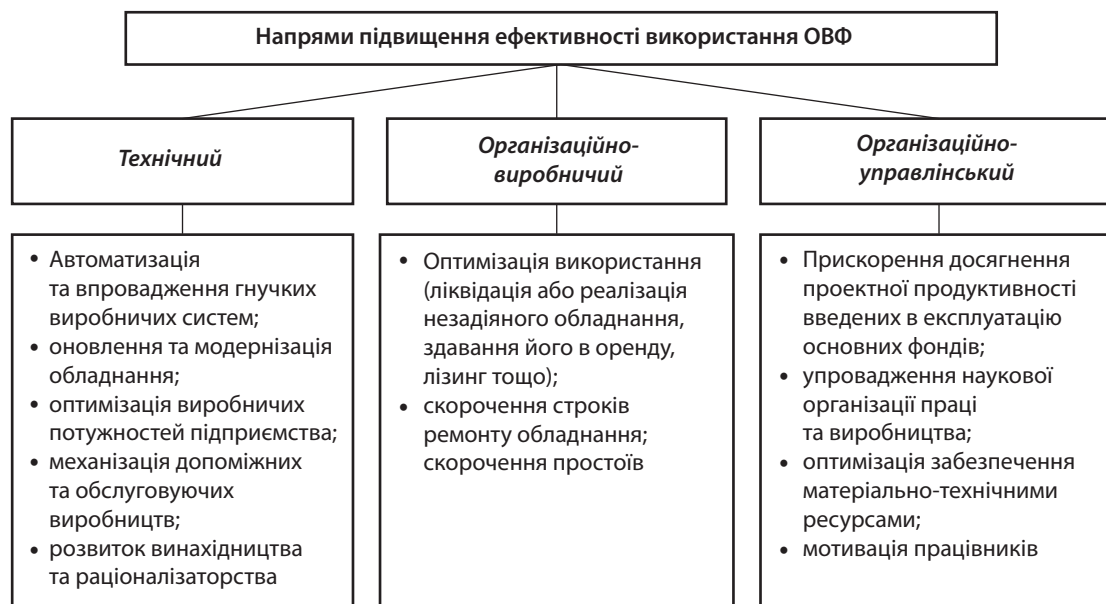 Напрями підвищення ефективності використання ОВФ
Технічний
Організаційно-
виробничий
Організаційно-
управлінський
• Автоматизація
та впровадження гнучких
виробничих систем;
• оновлення та модернізація
обладнання;
• оптимізація виробничих
потужностей підприємства;
• механізація допоміжних
та обслуговуючих
виробництв;
• розвиток винахідництва
та раціоналізаторства
• Оптимізація використання
(ліквідація або реалізація
незадіяного обладнання,
здавання його в оренду,
лізинг тощо);
• скорочення строків
ремонту обладнання;
скорочення простоїв
• Прискорення досягнення
проектної продуктивності
введених в експлуатацію
основних фондів;
• упровадження наукової
організації праці
та виробництва;
• оптимізація забезпечення
матеріально-технічними
ресурсами;
• мотивація працівників